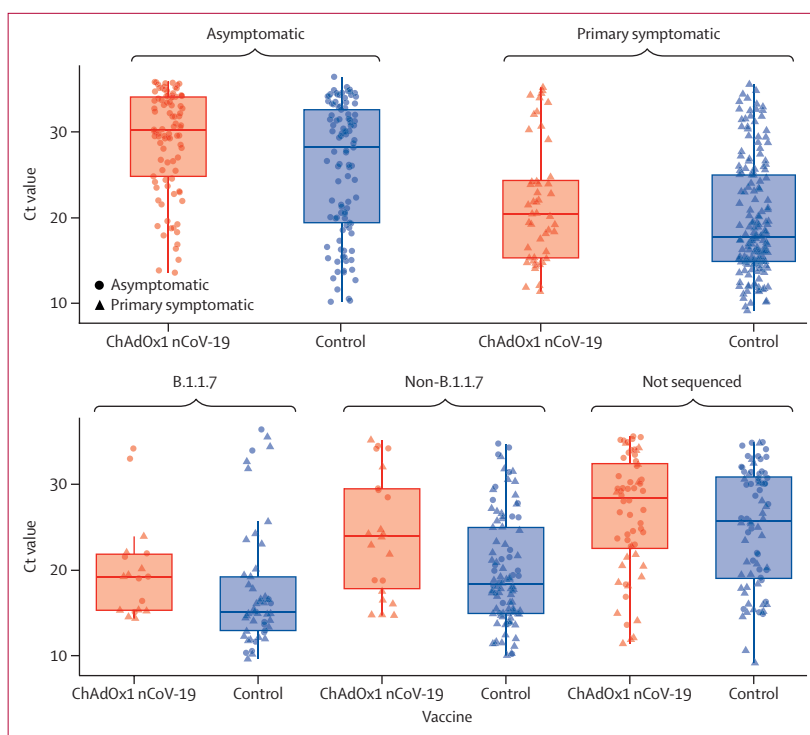 Asymptomatic Primary symptomatic
30
20
10
Ct value
Asymptomatic
Primary symptomatic
ChAdOx1 nCoV-19 Control ChAdOx1 nCoV-19 Control
B.1.1.7 Non-B.1.1.7 Not sequenced
30
20
10
Ct value
ChAdOx1 nCoV-19 Control ChAdOx1 nCoV-19 Control ChAdOx1 nCoV-19 Control
Vaccine